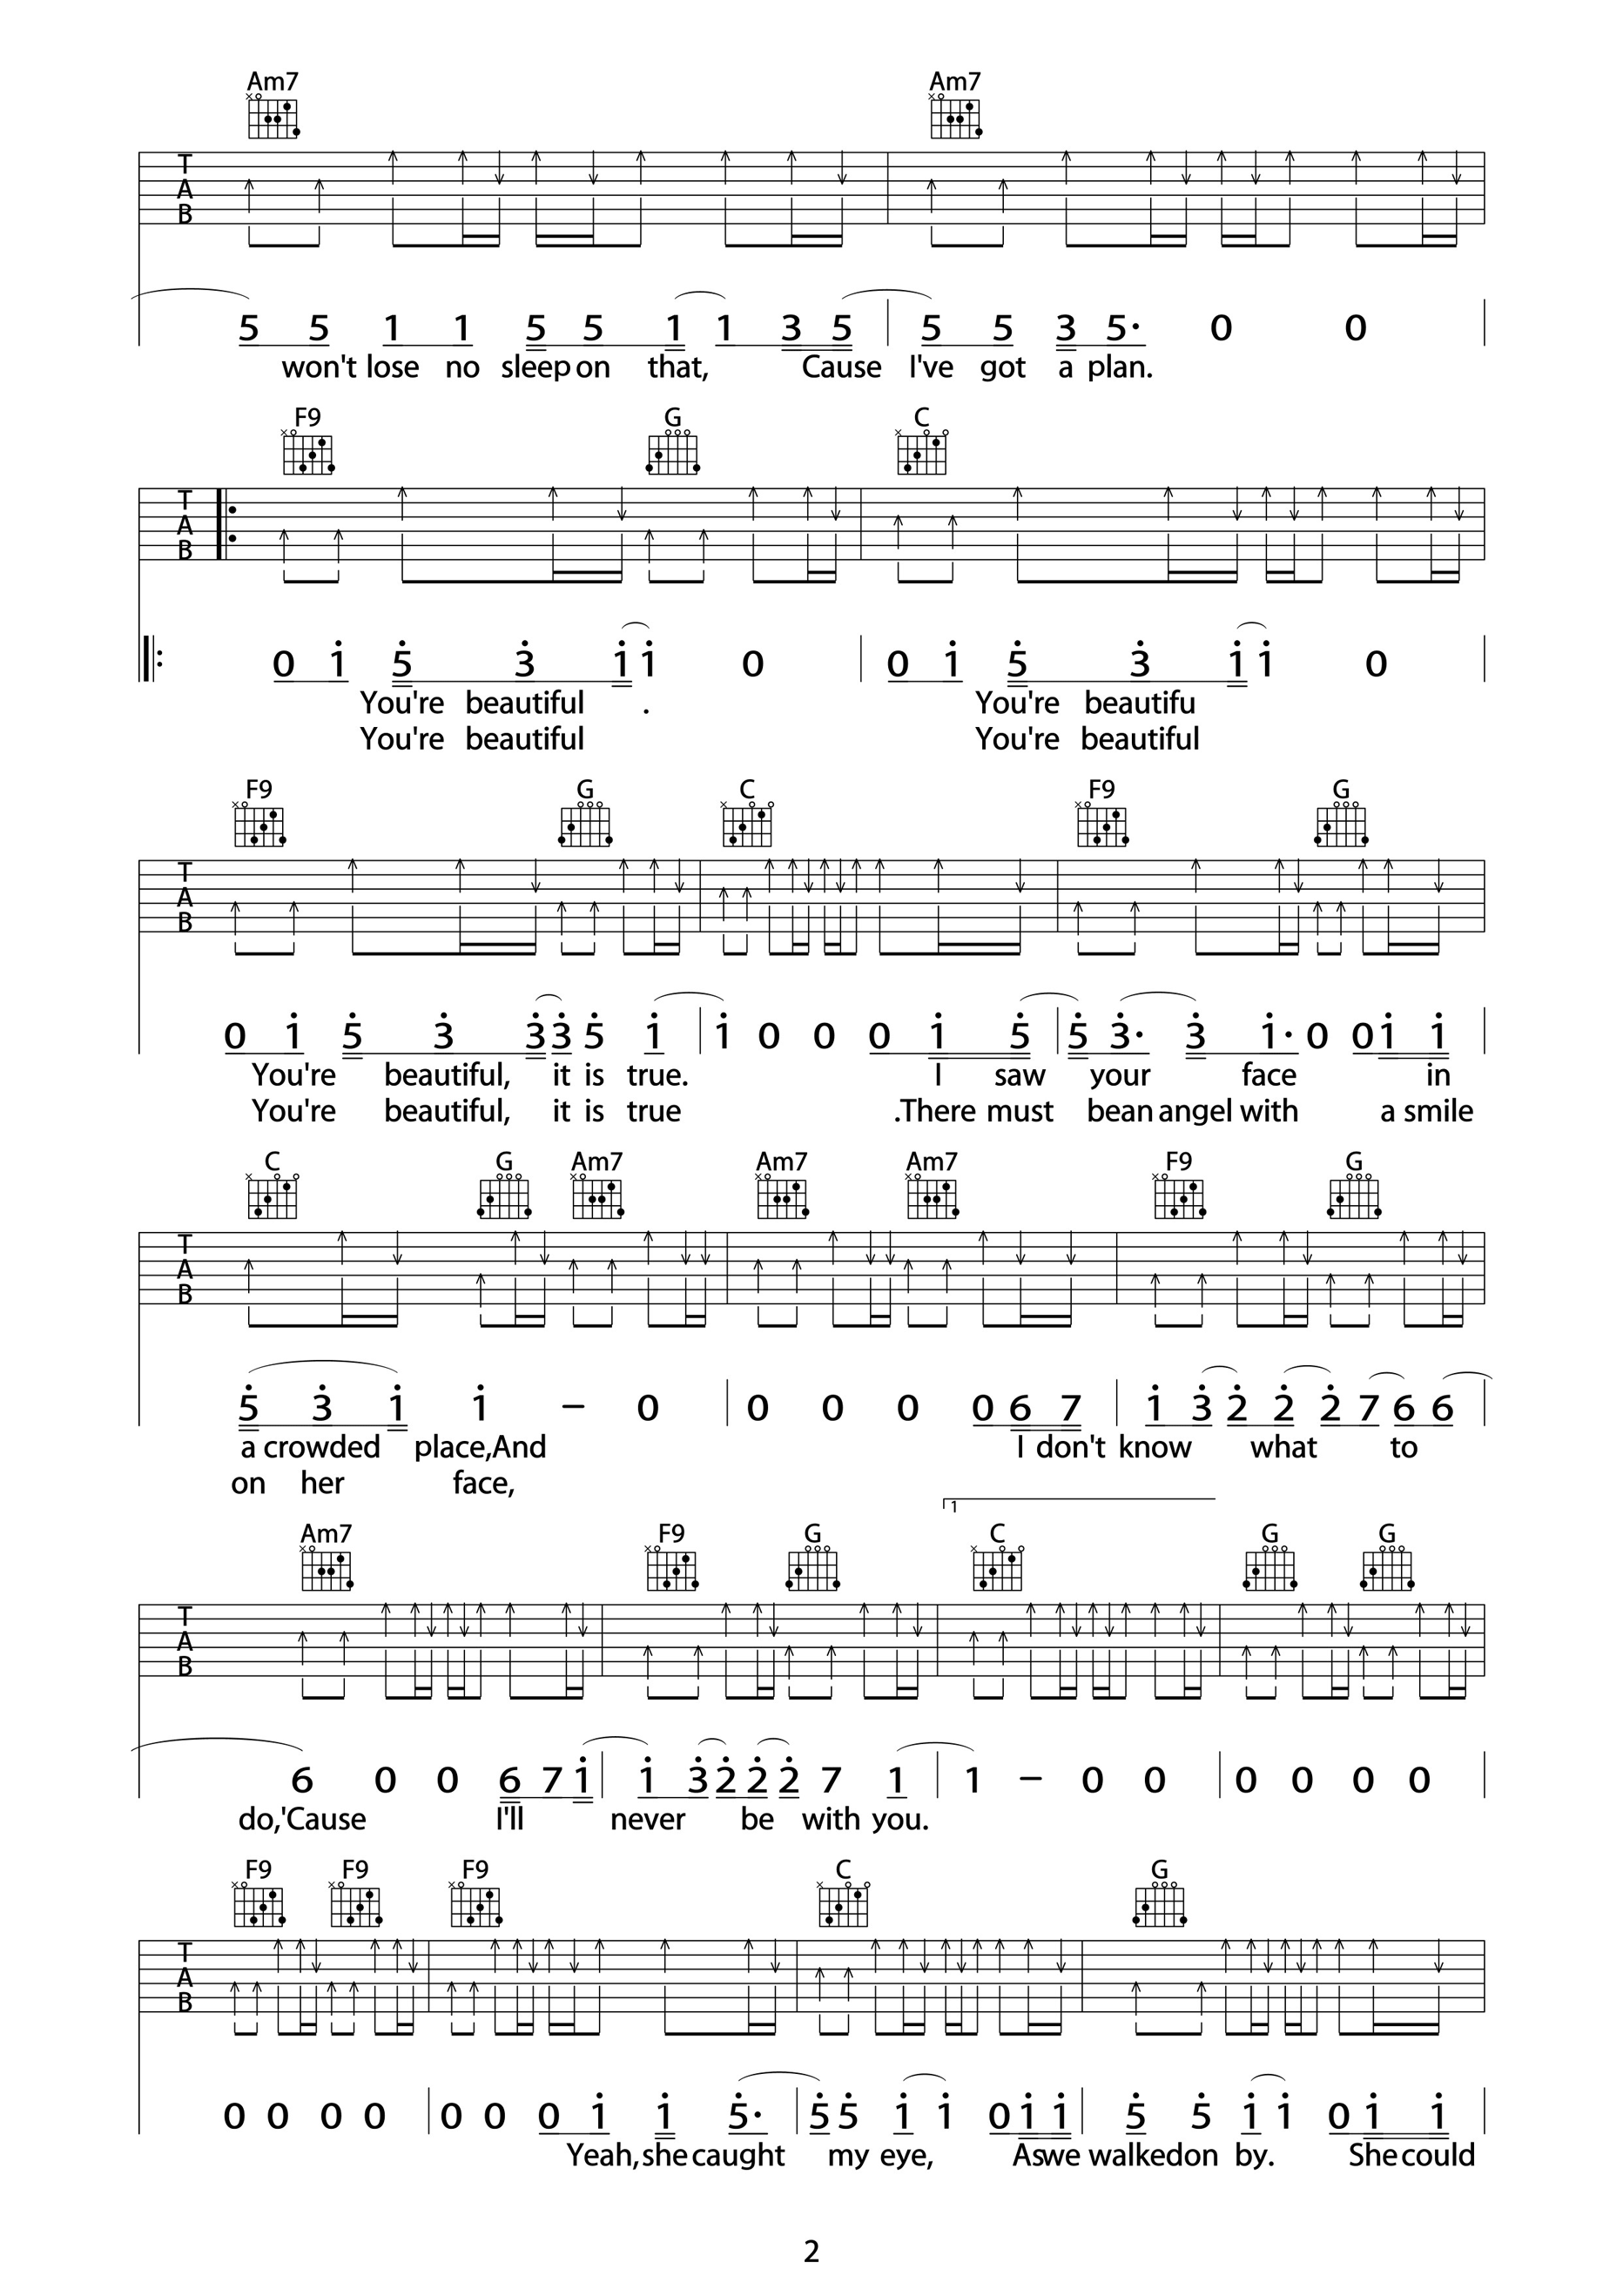 Am7 Am7
T
A
B
5 5 1 1 5 5 1 1 3 5 | 5 5 3 5· 0 0
won't lose no sleep on that, Cause I've got a plan.
F9 G C
T
A
B
0 1 5 3 1 1 0 | 0 1 5 3 1 1 0
You're beautiful . You're beautifu
You're beautiful You're beautiful
F9 G C F9 G
T
A
B
0 1 5 3 3 3 5 1 | 1 0 0 0 1 5 | 5 3· 3 1· 0 0 1 1
You're beautiful, it is true. I saw your face in
You're beautiful, it is true .There must bean angel with a smile
C G Am7 Am7 Am7 F9 G
T
A
B
5 3 1 1 – 0 | 0 0 0 0 6 7 | 1 3 2 2 2 7 6 6
a crowded place,And I don't know what to
on her face,
1
Am7 F9 G C G G
T
A
B
6 0 0 6 7 1 | 1 3 2 2 2 7 1 | 1 – 0 0 | 0 0 0 0
do,'Cause I'll never be with you.
F9 F9 F9 C G
T
A
B
0 0 0 0 | 0 0 0 1 1 5· | 5 5 1 1 0 1 1 | 5 5 1 1 0 1 1
Yeah,she caught my eye, Aswe walkedon by. She could
2